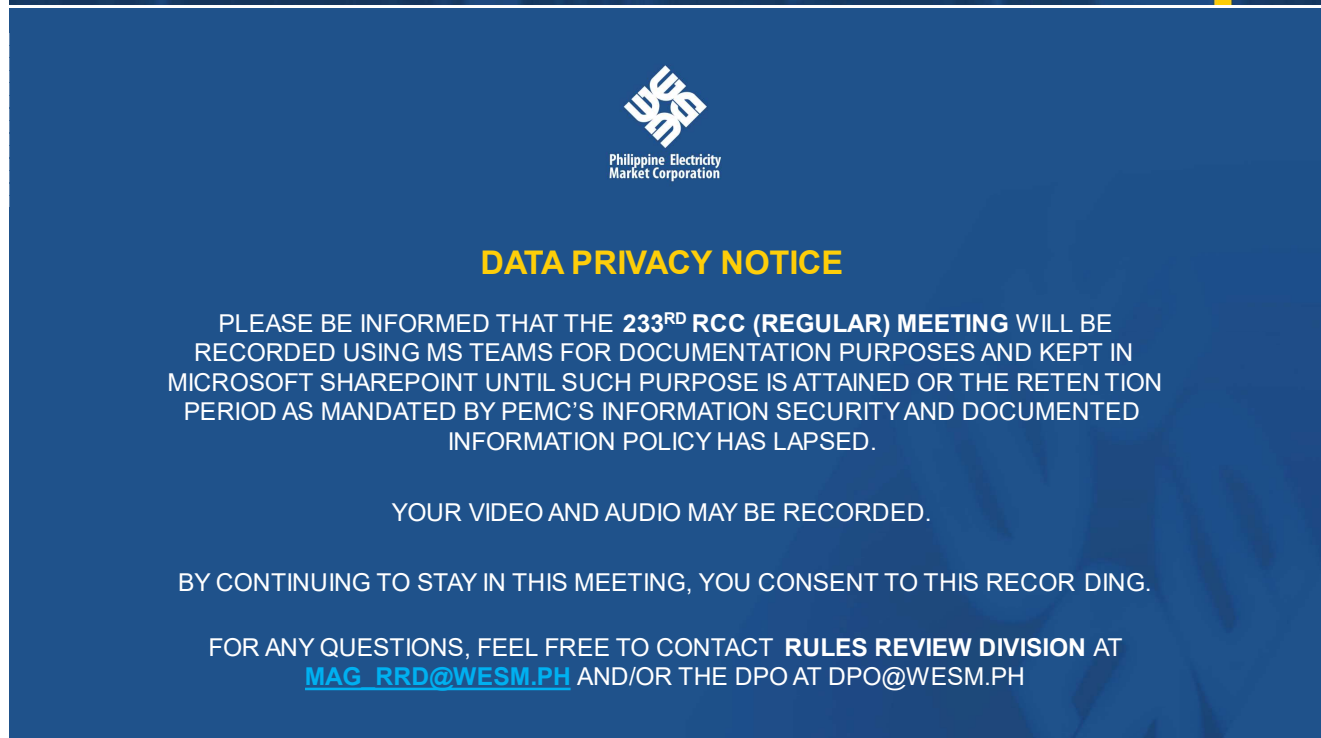 Philippine Electricity
Market Corporation
DATA PRIVACY NOTICE
PLEASE BE INFORMED THAT THE 233RD RCC (REGULAR) MEETING WILL BE
RECORDED USING MS TEAMS FOR DOCUMENTATION PURPOSES AND KEPT IN
MICROSOFT SHAREPOINT UNTIL SUCH PURPOSE IS ATTAINED OR THE RETEN TION
PERIOD AS MANDATED BY PEMC'S INFORMATION SECURITY AND DOCUMENTED
INFORMATION POLICY HAS LAPSED.
YOUR VIDEO AND AUDIO MAY BE RECORDED.
BY CONTINUING TO STAY IN THIS MEETING, YOU CONSENT TO THIS RECOR DING.
FOR ANY QUESTIONS, FEEL FREE TO CONTACT RULES REVIEW DIVISION AT
MAG_RRD@WESM.PH AND/OR THE DPO AT DPO@WESM.PH